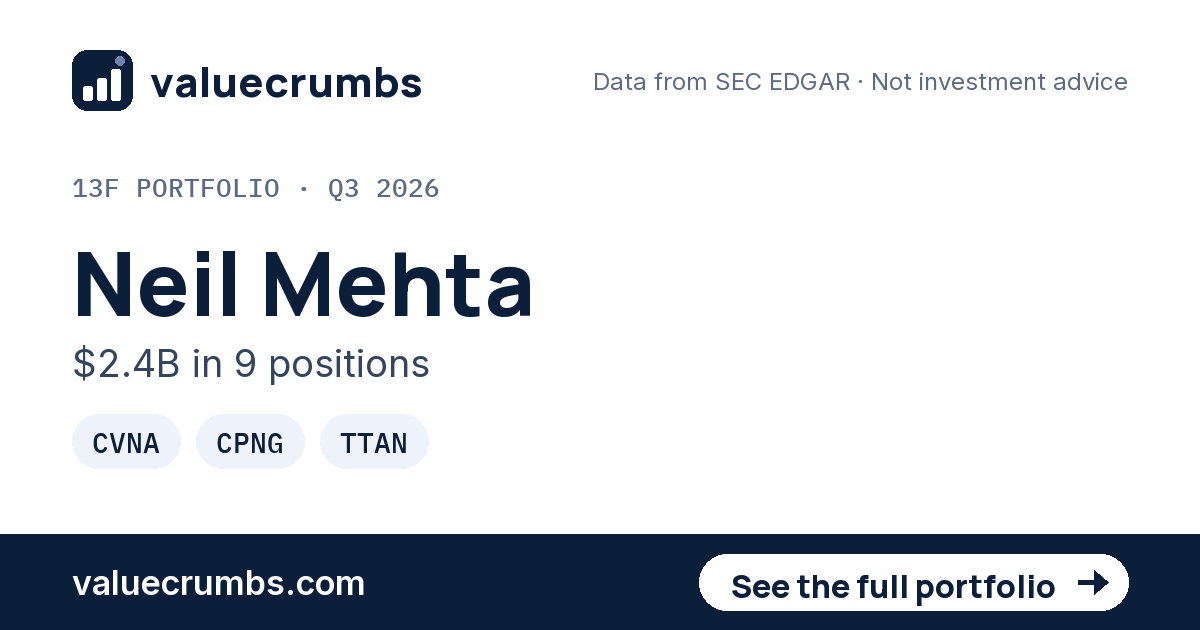 valuecrumbs
Data from SEC EDGAR · Not investment advice
13F PORTFOLIO · Q3 2026
Neil Mehta
$2.4B in 9 positions
CVNA CPNG TTAN
valuecrumbs.com
See the full portfolio →